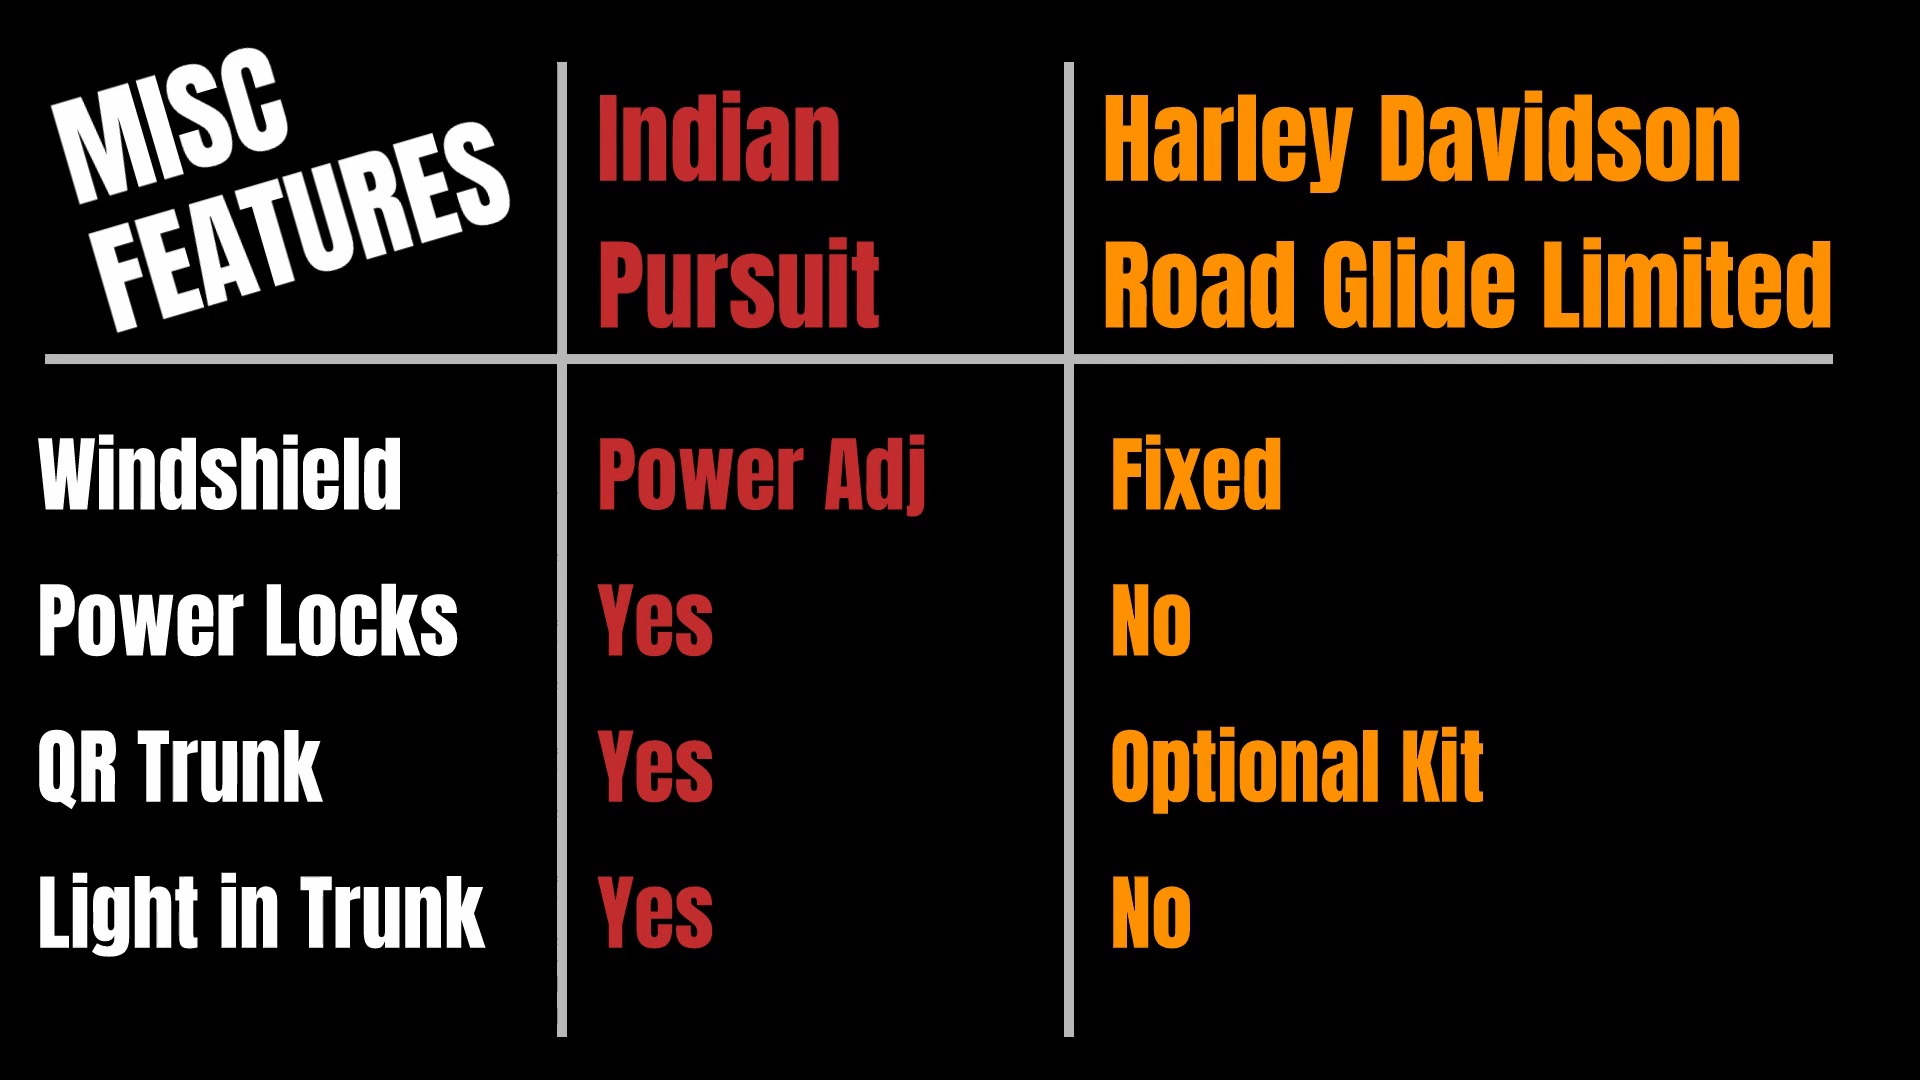 MISC
FEATURES
Indian
Pursuit
Harley Davidson
Road Glide Limited
Windshield Power Adj Fixed
Power Locks Yes No
QR Trunk Yes Optional Kit
Light in Trunk Yes No